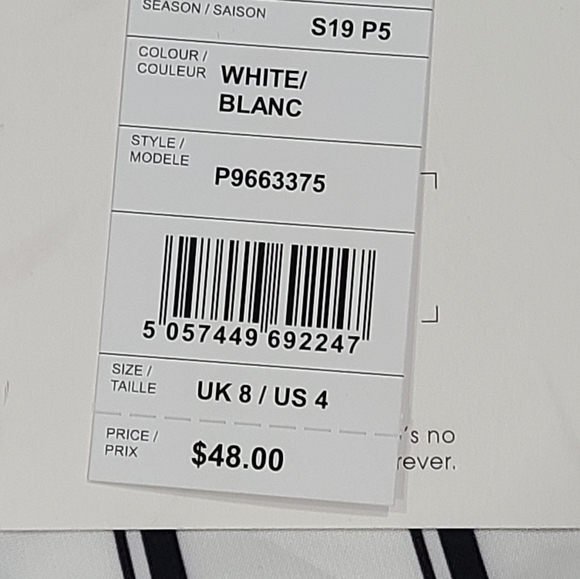 SEASON / SAISON
S19 P5
COLOUR /
COULEUR
WHITE/
BLANC
STYLE /
MODELE
P9663375
5 057449 692247
SIZE /
TAILLE
UK 8 / US 4
PRICE /
PRIX
$48.00
's no
rever.